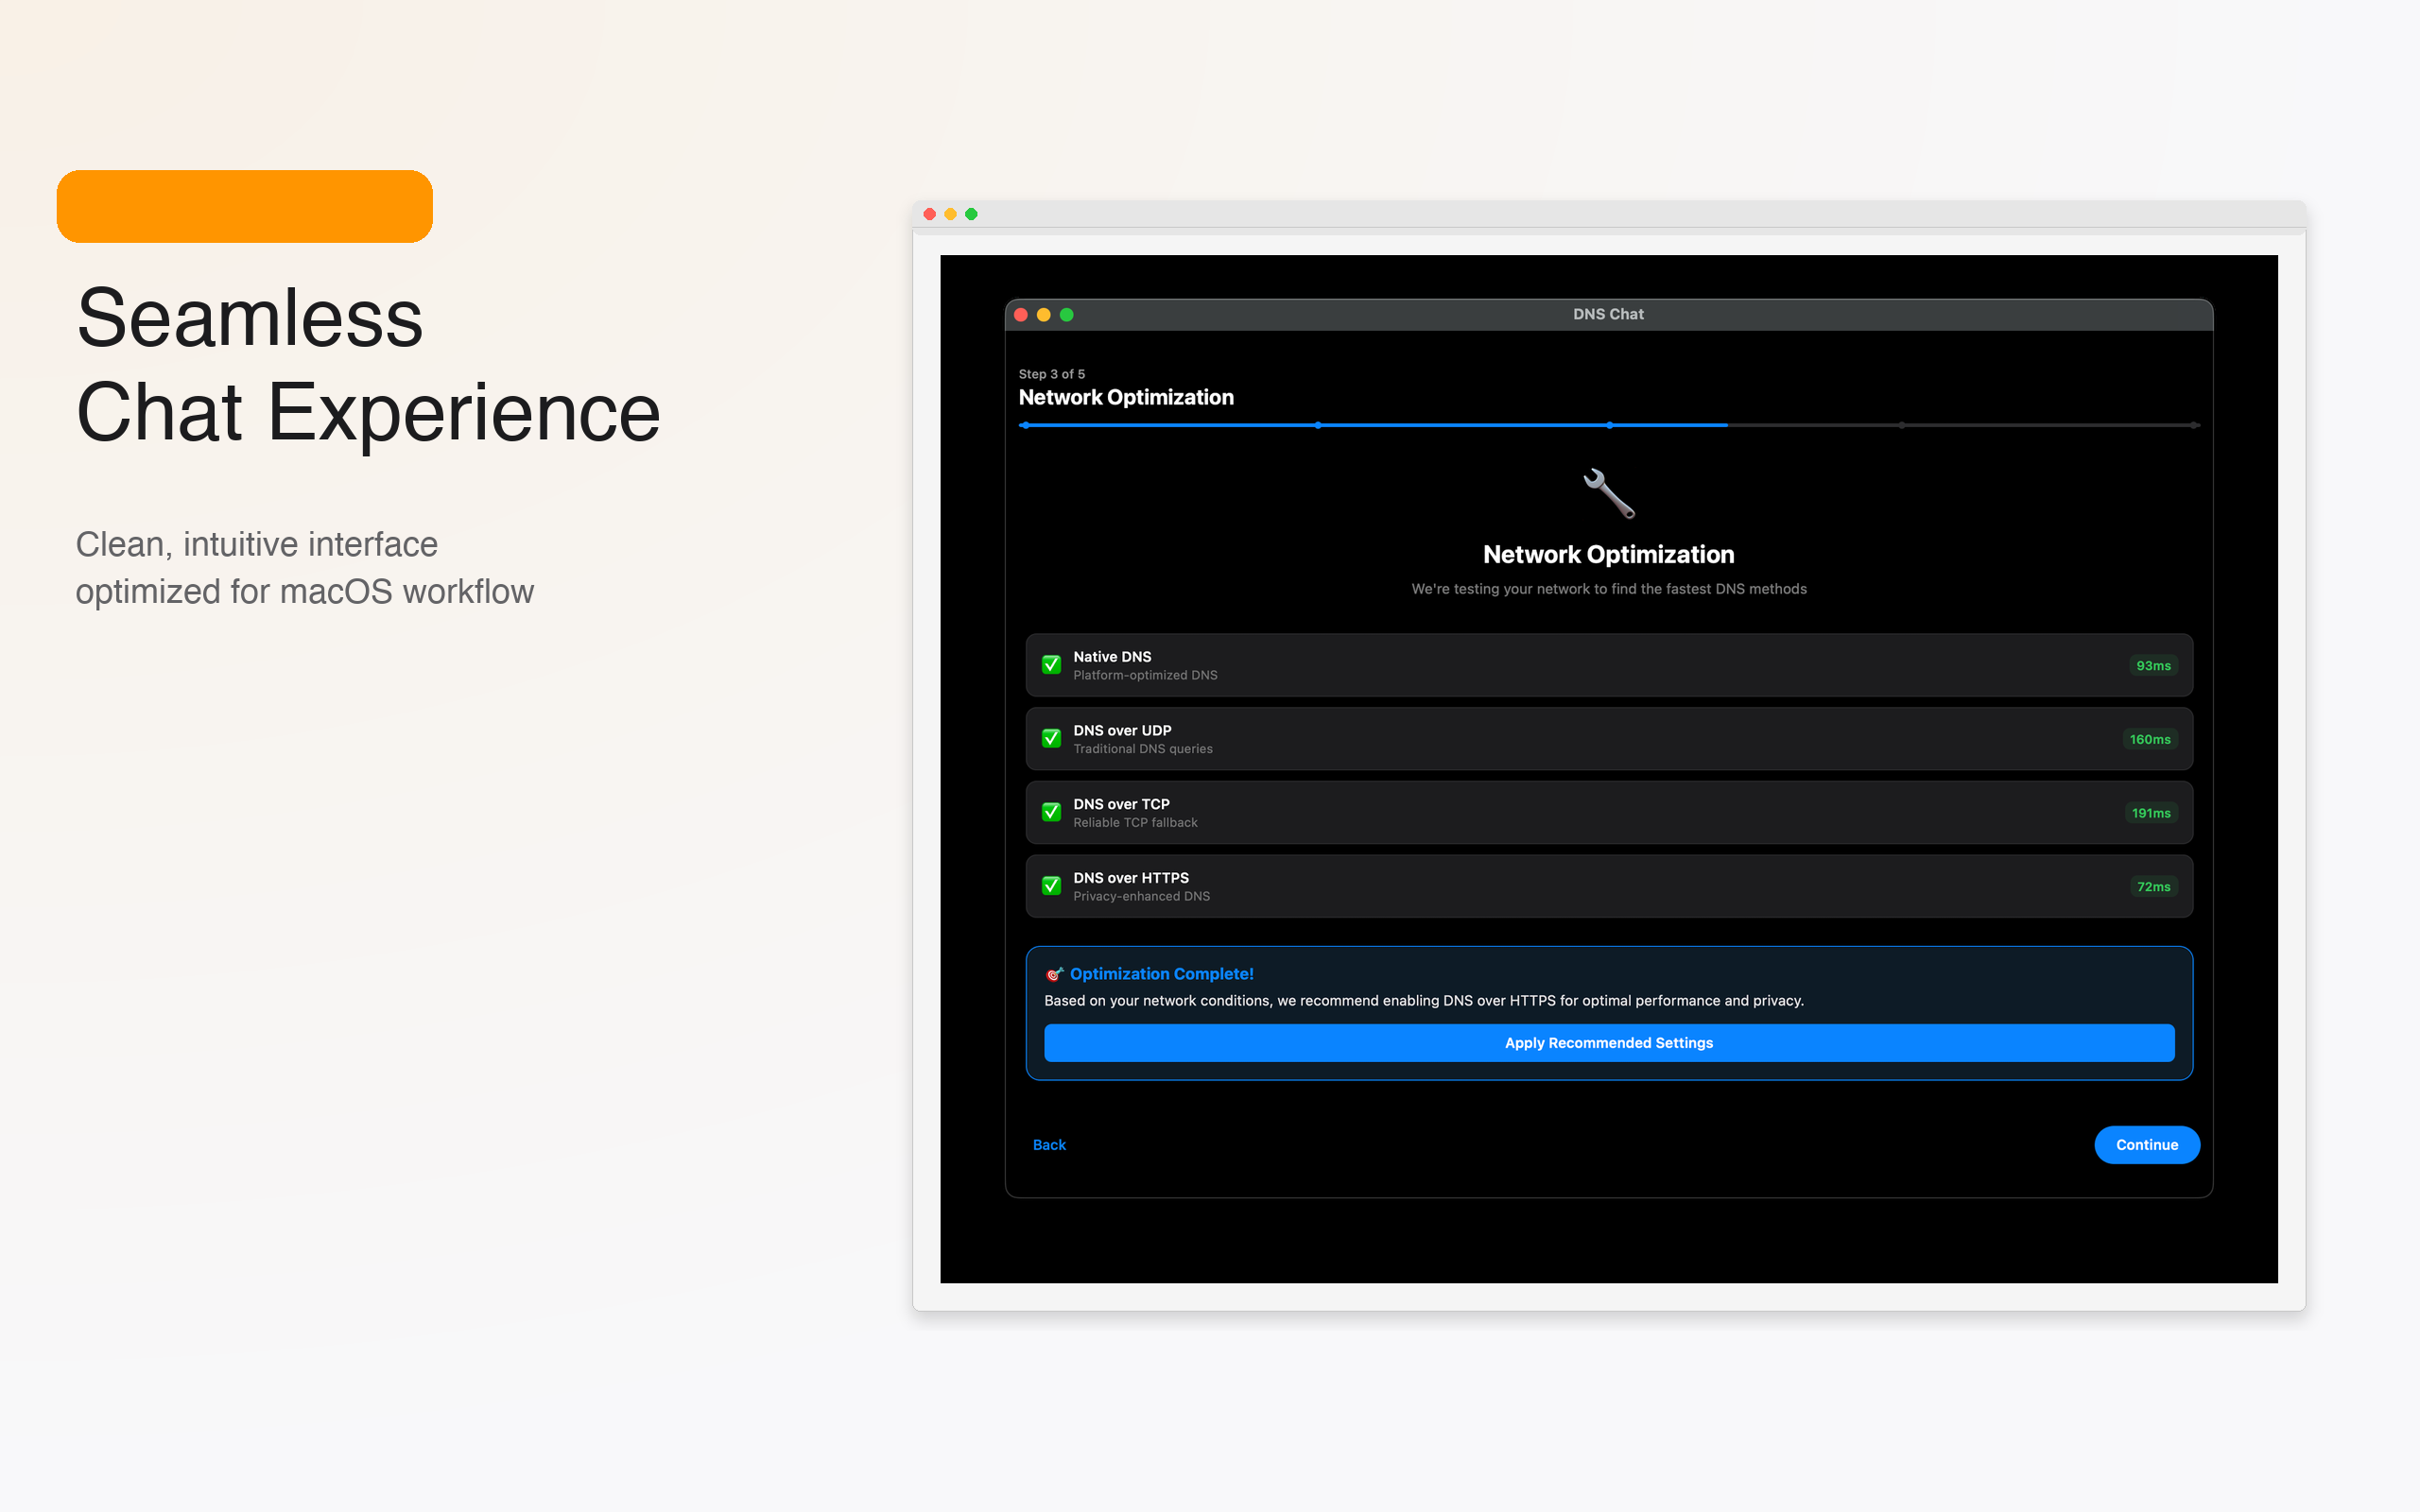 Seamless
Chat Experience
Clean, intuitive interface
optimized for macOS workflow
DNS Chat
Step 3 of 5
Network Optimization
Network Optimization
We're testing your network to find the fastest DNS methods
Native DNS
Platform-optimized DNS
93ms
DNS over UDP
Traditional DNS queries
160ms
DNS over TCP
Reliable TCP fallback
191ms
DNS over HTTPS
Privacy-enhanced DNS
72ms
Optimization Complete!
Based on your network conditions, we recommend enabling DNS over HTTPS for optimal performance and privacy.
Apply Recommended Settings
Back
Continue